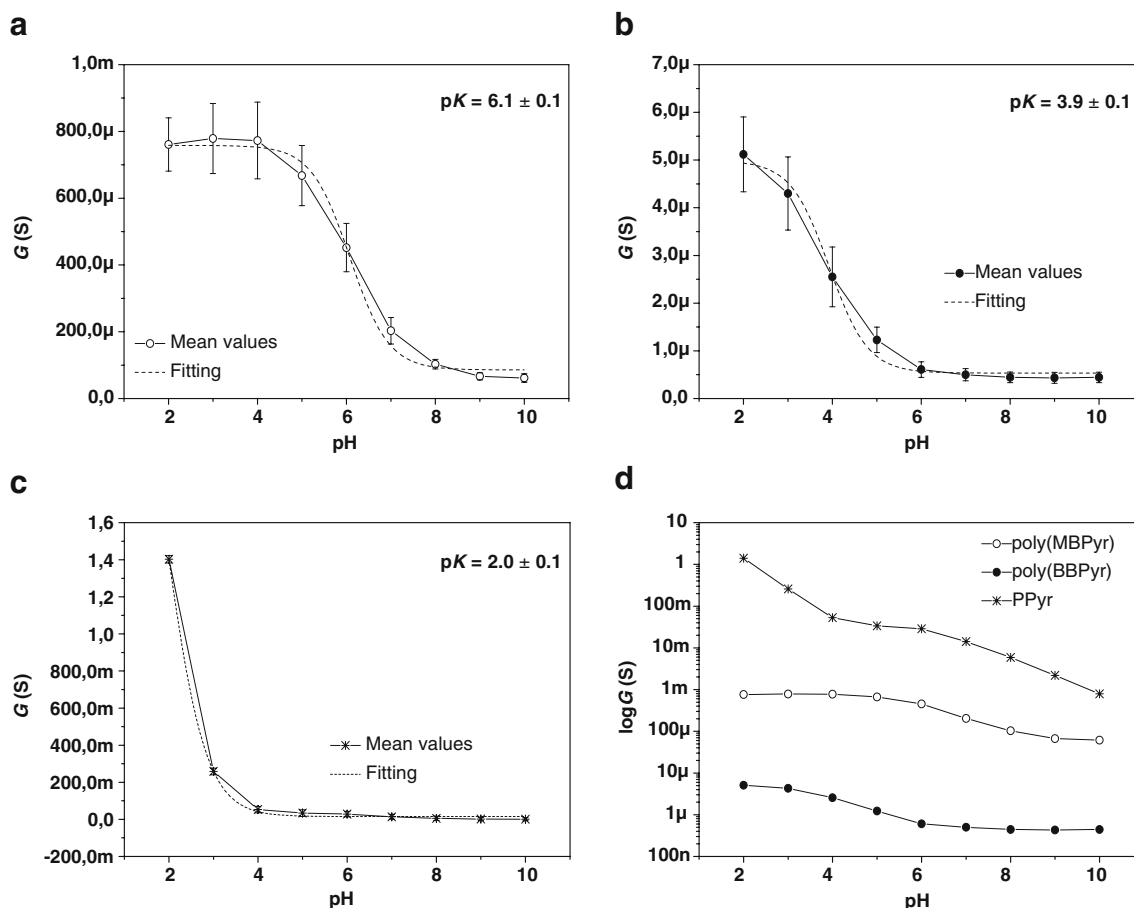 a
1,0m
800,0µ
600,0µ
400,0µ
200,0µ
0,0
G (S)
pK = 6.1 ± 0.1
Mean values
Fitting
2 4 6 8 10
pH
b
7,0µ
6,0µ
5,0µ
4,0µ
3,0µ
2,0µ
1,0µ
0,0
G (S)
pK = 3.9 ± 0.1
Mean values
Fitting
2 4 6 8 10
pH
c
1,6
1,4
1,2
1,0
800,0m
600,0m
400,0m
200,0m
0,0
-200,0m
G (S)
pK = 2.0 ± 0.1
Mean values
Fitting
2 4 6 8 10
pH
d
10
1
100m
10m
1m
100µ
10µ
1µ
100n
logG (S)
poly(MBPyr)
poly(BBPyr)
PPyr
2 4 6 8 10
pH